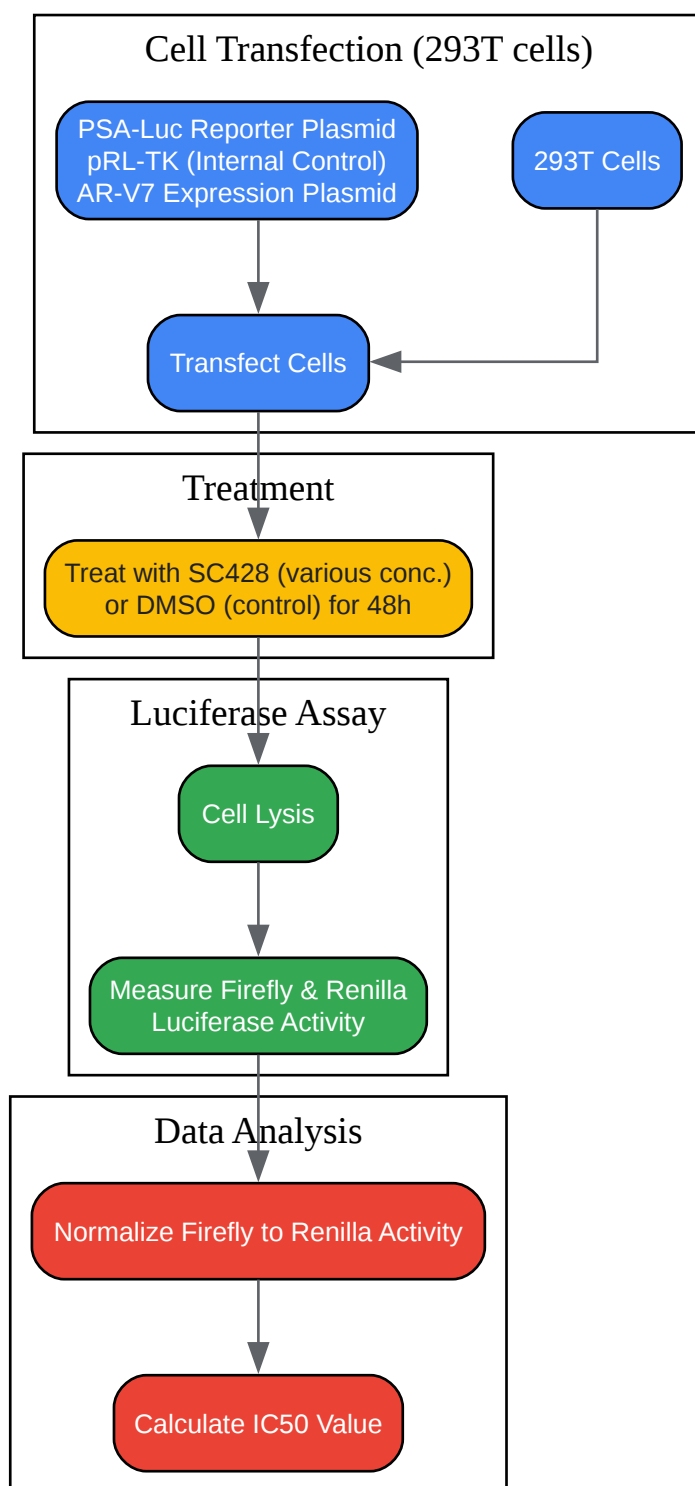 Cell Transfection (293T cells)
PSA-Luc Reporter Plasmid
pRL-TK (Internal Control)
AR-V7 Expression Plasmid
293T Cells
Transfect Cells
Treatment
Treat with SC428 (various conc.)
or DMSO (control) for 48h
Luciferase Assay
Cell Lysis
Measure Firefly & Renilla
Luciferase Activity
Data Analysis
Normalize Firefly to Renilla Activity
Calculate IC50 Value